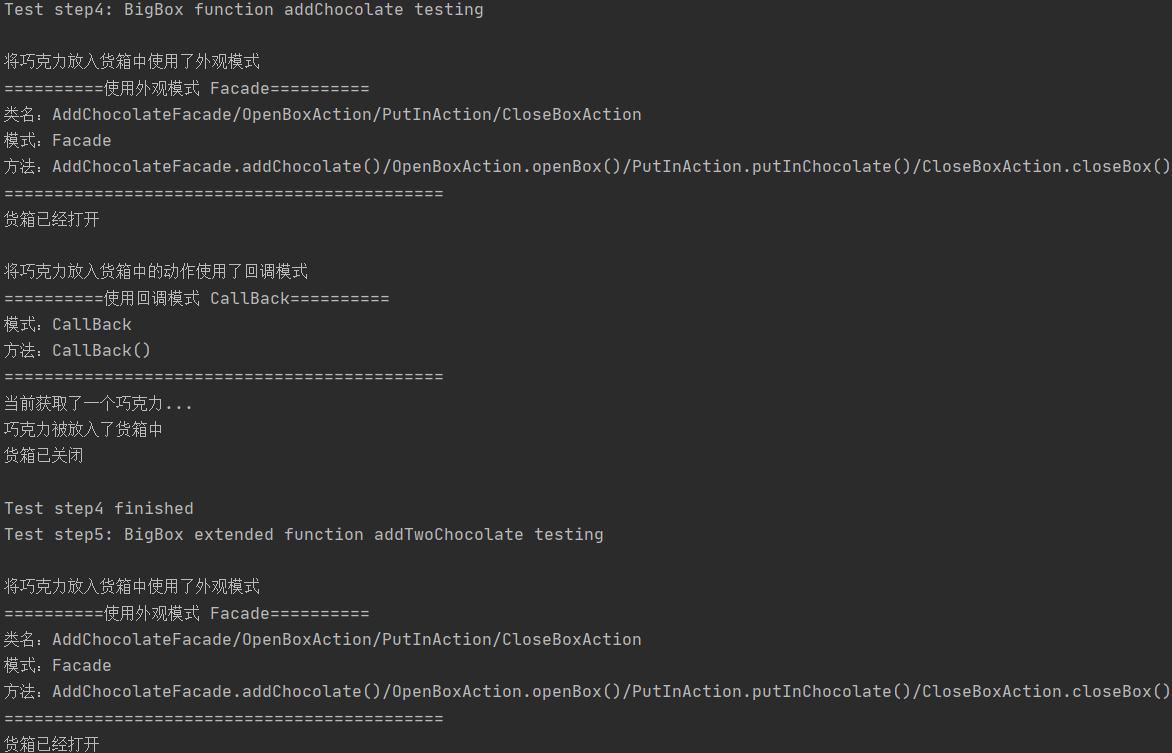 Test step4: BigBox function addChocolate testing
将巧克力放入货箱中使用了外观模式
==========使用外观模式 Facade==========
类名：AddChocolateFacade/OpenBoxAction/PutInAction/CloseBoxAction
模式：Facade
方法：AddChocolateFacade.addChocolate()/OpenBoxAction.openBox()/PutInAction.putInChocolate()/CloseBoxAction.closeBox()
============================================
货箱已经打开
将巧克力放入货箱中的动作使用了回调模式
==========使用回调模式 CallBack==========
模式：CallBack
方法：CallBack()
============================================
当前获取了一个巧克力...
巧克力被放入了货箱中
货箱已关闭
Test step4 finished
Test step5: BigBox extended function addTwoChocolate testing
将巧克力放入货箱中使用了外观模式
==========使用外观模式 Facade==========
类名：AddChocolateFacade/OpenBoxAction/PutInAction/CloseBoxAction
模式：Facade
方法：AddChocolateFacade.addChocolate()/OpenBoxAction.openBox()/PutInAction.putInChocolate()/CloseBoxAction.closeBox()
============================================
货箱已经打开